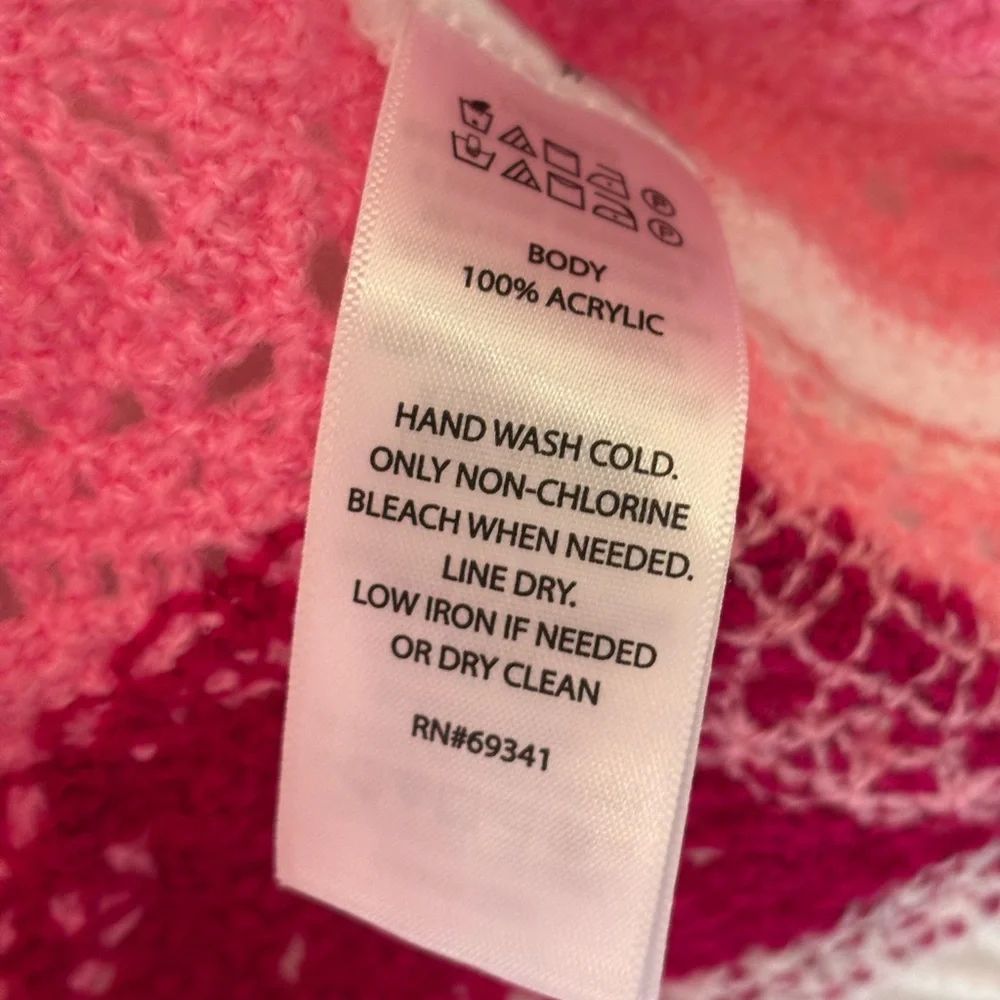 BODY
100% ACRYLIC
HAND WASH COLD.
ONLY NON-CHLORINE
BLEACH WHEN NEEDED.
LINE DRY.
LOW IRON IF NEEDED
OR DRY CLEAN
RN#69341